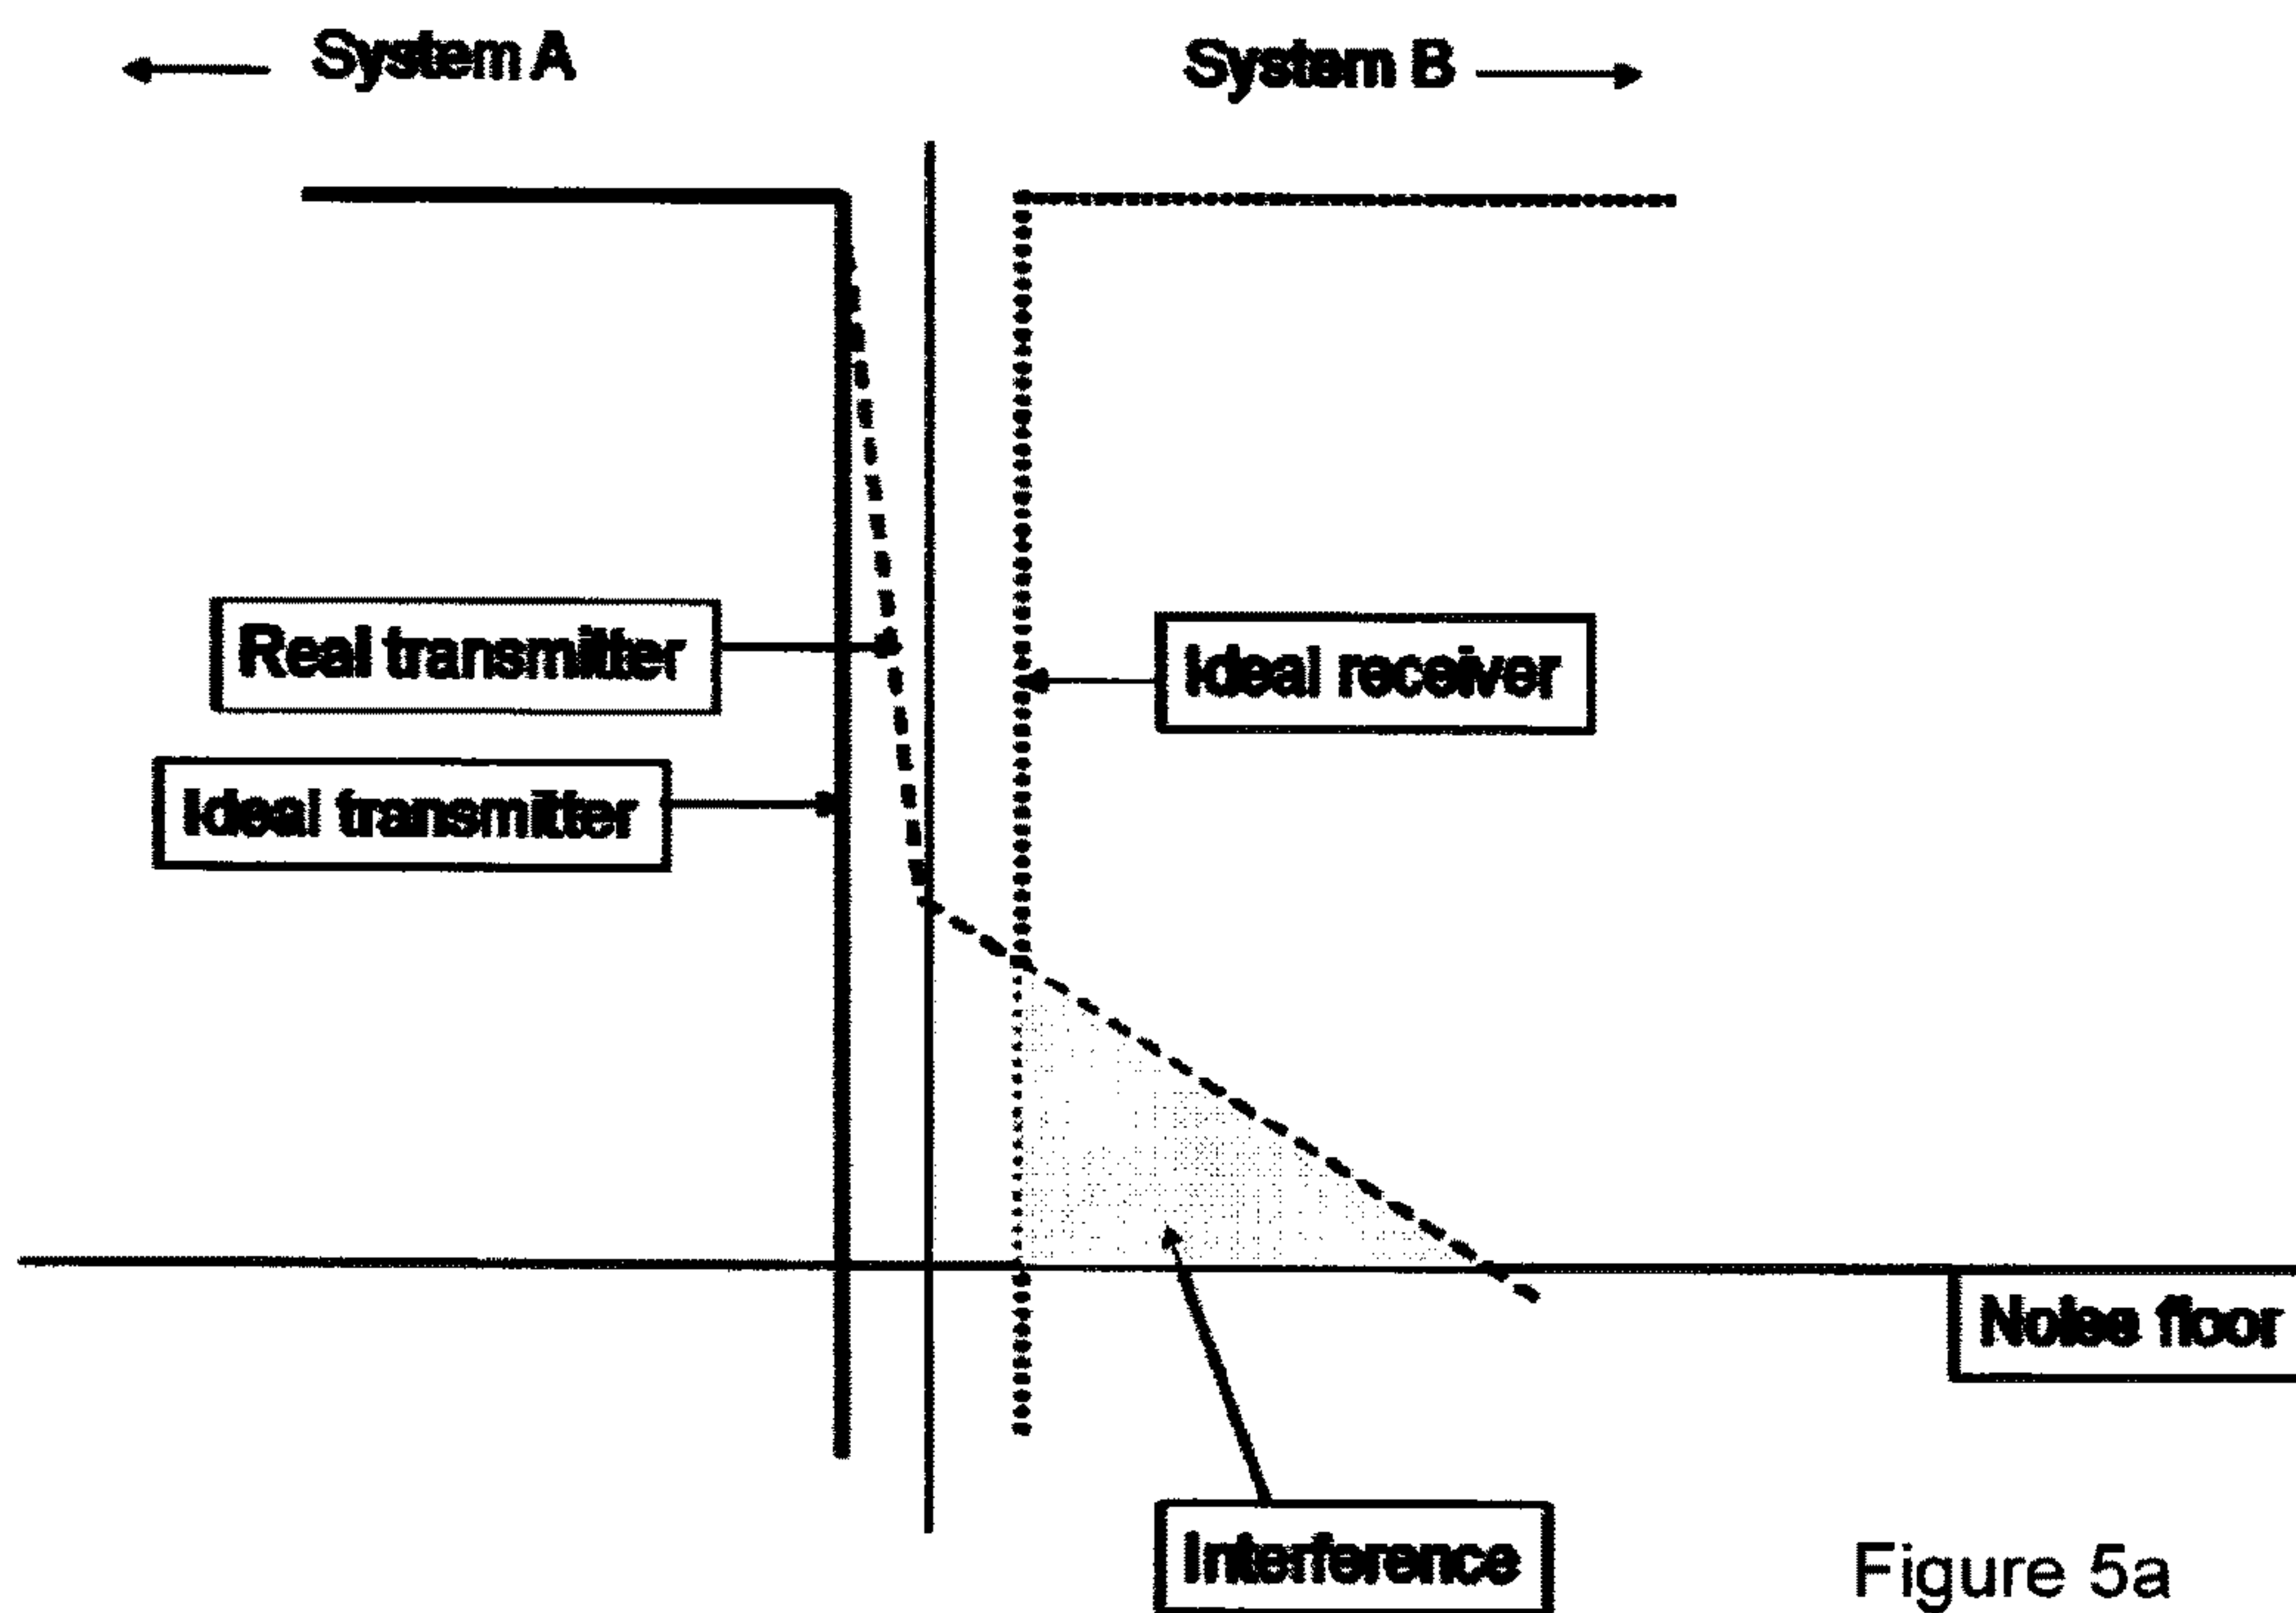 System A
System B
Real transmitter
Ideal receiver
Ideal transmitter
Noise floor
Interference
Figure 5a